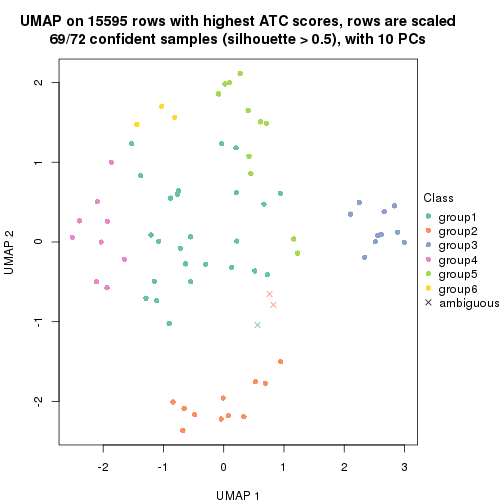 UMAP on 15595 rows with highest ATC scores, rows are scaled
69/72 confident samples (silhouette > 0.5), with 10 PCs
2
1
0
-1
-2
UMAP 2
-2
-1
0
1
2
3
UMAP 1
Class
group1
group2
group3
group4
group5
group6
ambiguous